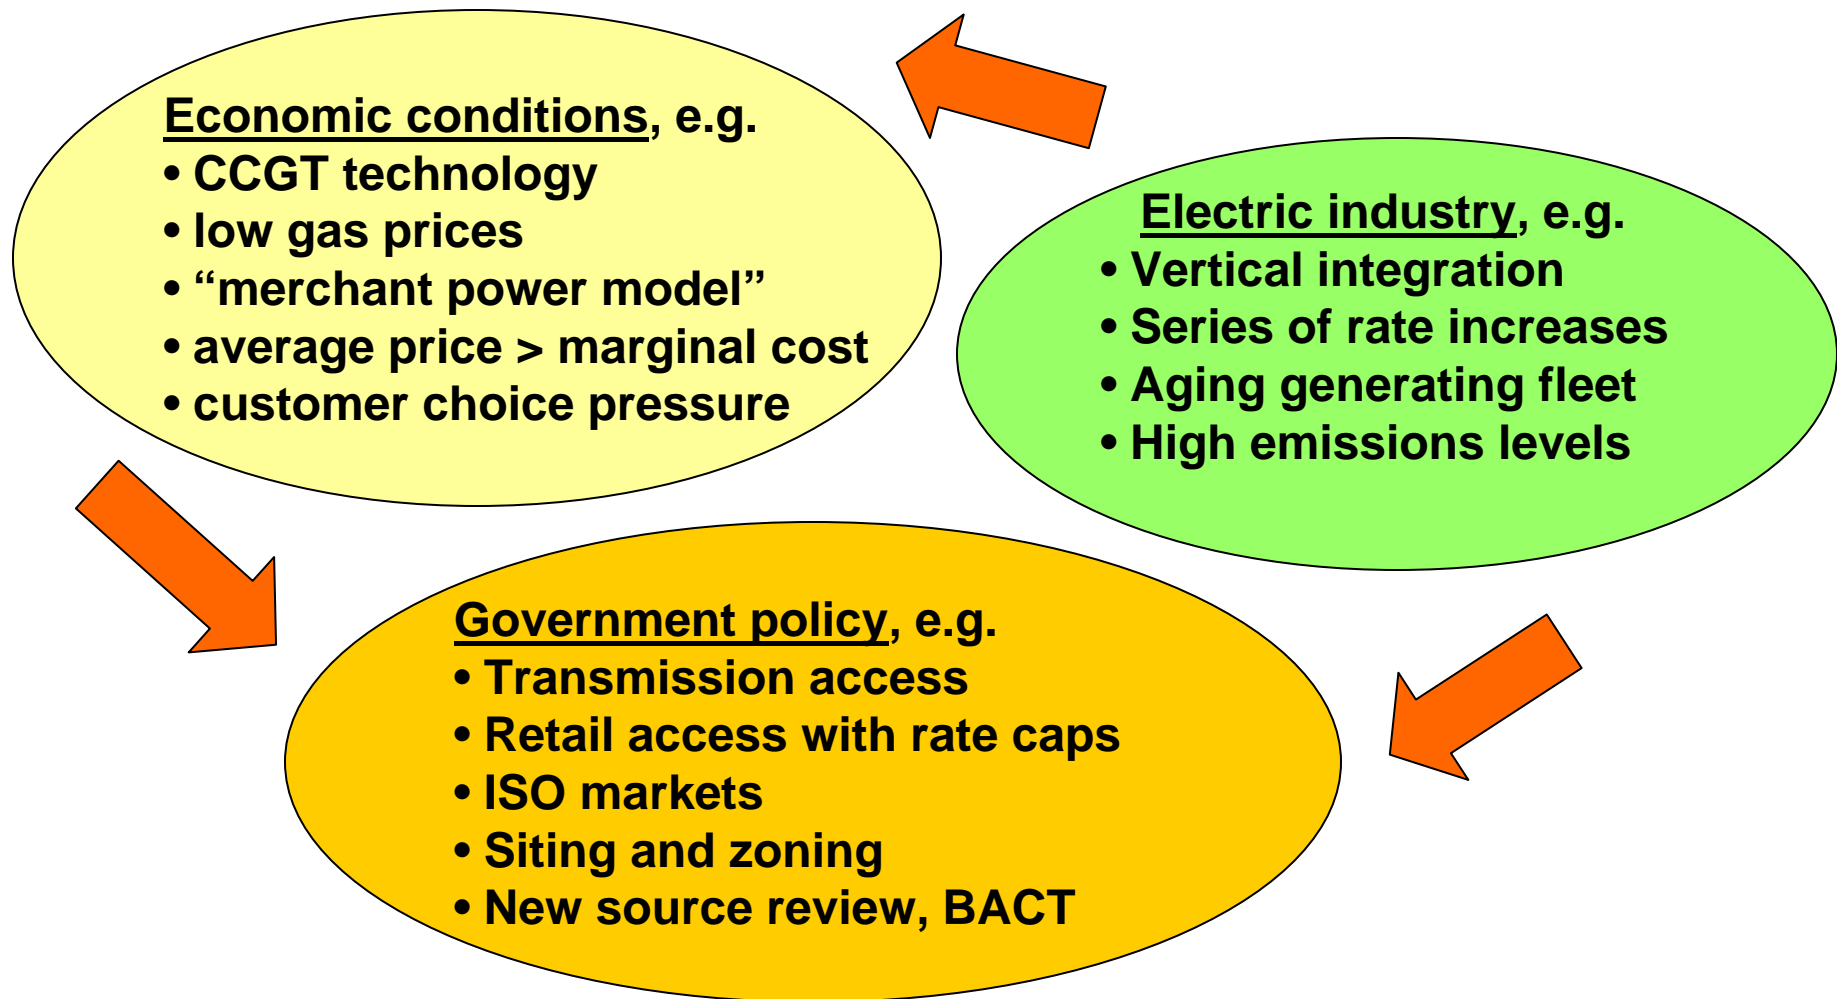 Economic conditions, e.g.
• CCGT technology
• low gas prices
• “merchant power model”
• average price > marginal cost
• customer choice pressure
Electric industry, e.g.
• Vertical integration
• Series of rate increases
• Aging generating fleet
• High emissions levels
Government policy, e.g.
• Transmission access
• Retail access with rate caps
• ISO markets
• Siting and zoning
• New source review, BACT